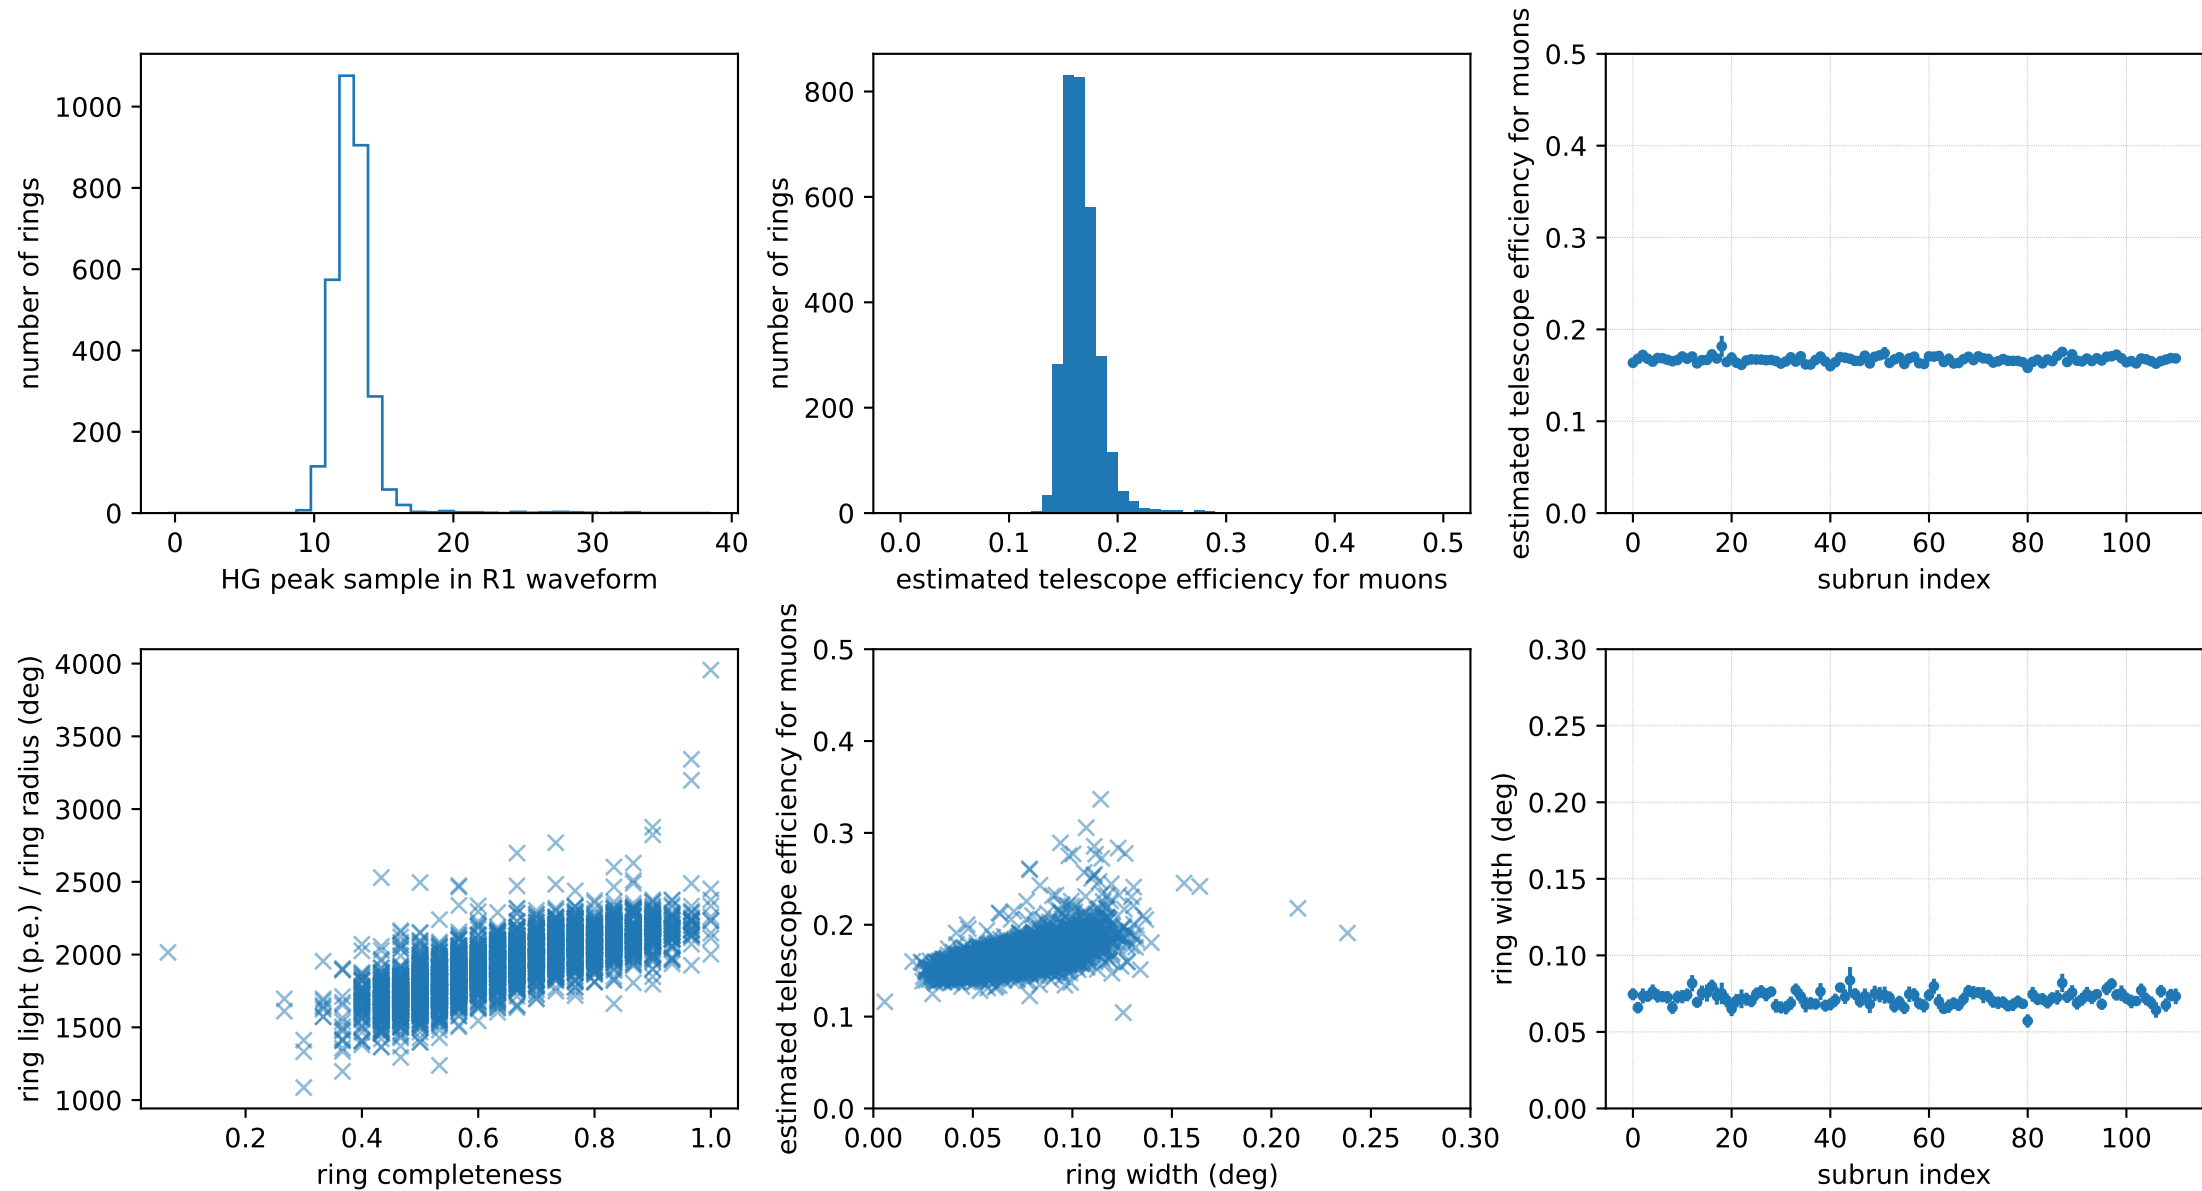 1000
800
600
400
200
0
number of rings
0 10 20 30 40
HG peak sample in R1 waveform
800
600
400
200
0
number of rings
0.0 0.1 0.2 0.3 0.4 0.5
estimated telescope efficiency for muons
0.5
0.4
0.3
0.2
0.1
0.0
estimated telescope efficiency for muons
0 20 40 60 80 100
subrun index
4000
3500
3000
2500
2000
1500
1000
ring light (p.e.) / ring radius (deg)
0.2 0.4 0.6 0.8 1.0
ring completeness
0.5
0.4
0.3
0.2
0.1
0.0
estimated telescope efficiency for muons
0.00 0.05 0.10 0.15 0.20 0.25 0.30
ring width (deg)
0.30
0.25
0.20
0.15
0.10
0.05
0.00
ring width (deg)
0 20 40 60 80 100
subrun index